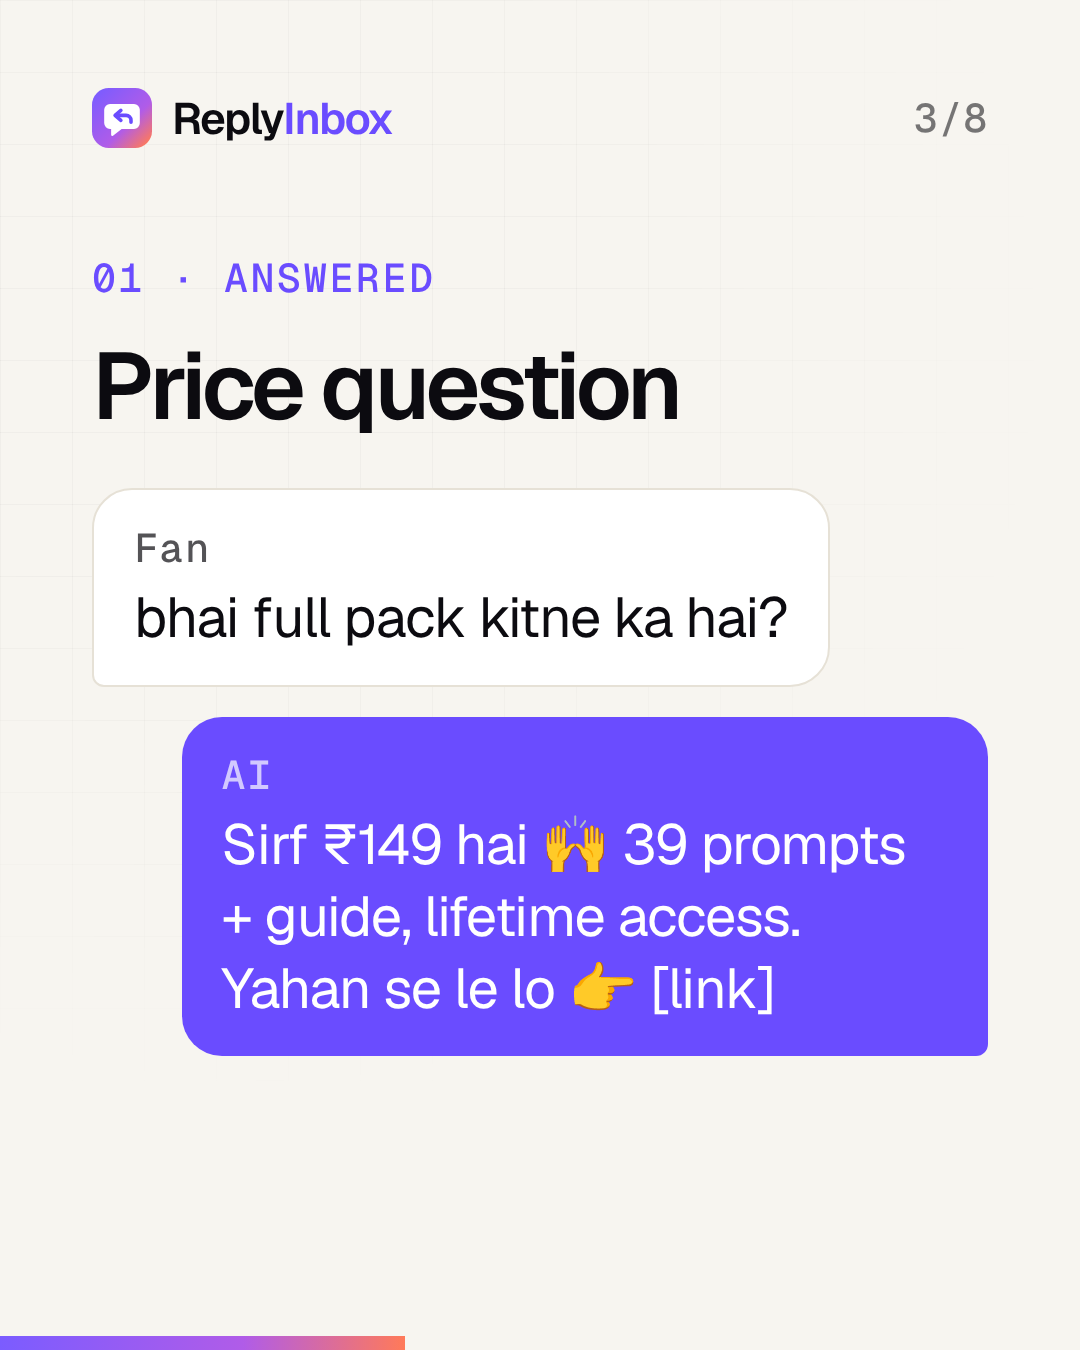 ReplyInbox
3/8
01 · ANSWERED
Price question
Fan
bhai full pack kitne ka hai?
AI
Sirf ₹149 hai 🙌 39 prompts
+ guide, lifetime access.
Yahan se le lo 👉 [link]